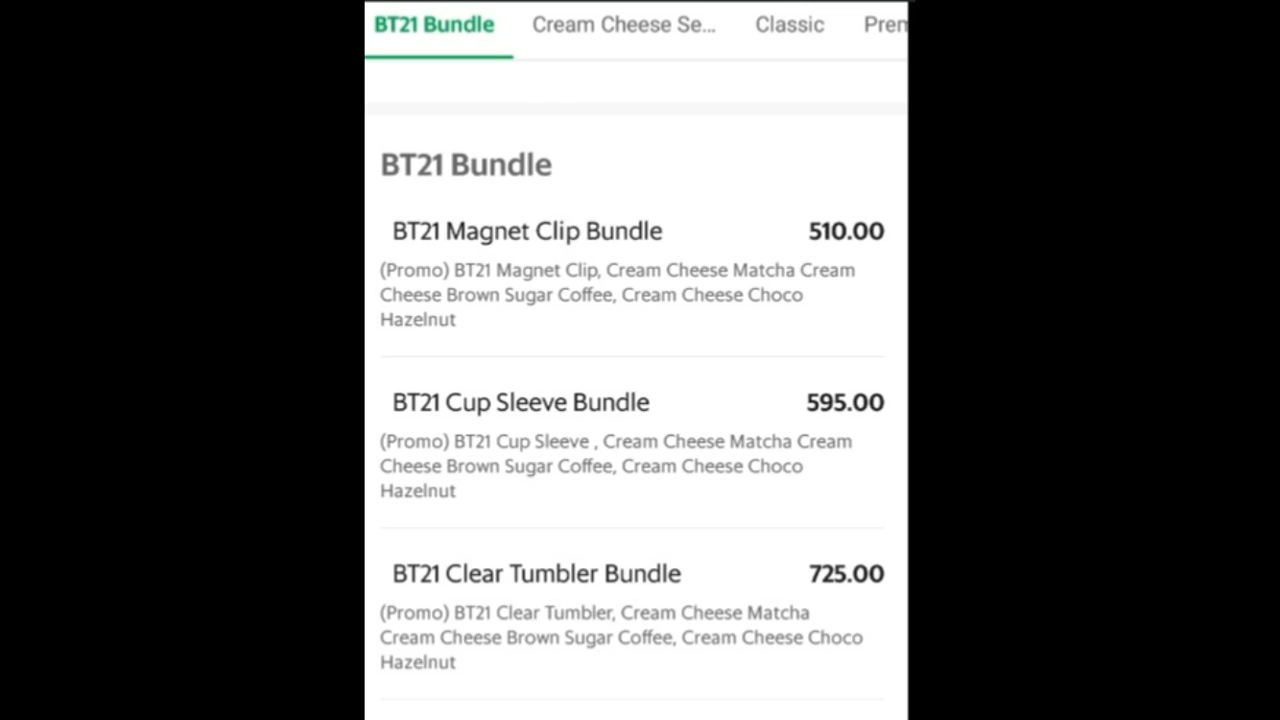 BT21 Bundle Cream Cheese Se... Classic Prem
BT21 Bundle
BT21 Magnet Clip Bundle 510.00
(Promo) BT21 Magnet Clip, Cream Cheese Matcha Cream
Cheese Brown Sugar Coffee, Cream Cheese Choco
Hazelnut
BT21 Cup Sleeve Bundle 595.00
(Promo) BT21 Cup Sleeve , Cream Cheese Matcha Cream
Cheese Brown Sugar Coffee, Cream Cheese Choco
Hazelnut
BT21 Clear Tumbler Bundle 725.00
(Promo) BT21 Clear Tumbler, Cream Cheese Matcha
Cream Cheese Brown Sugar Coffee, Cream Cheese Choco
Hazelnut